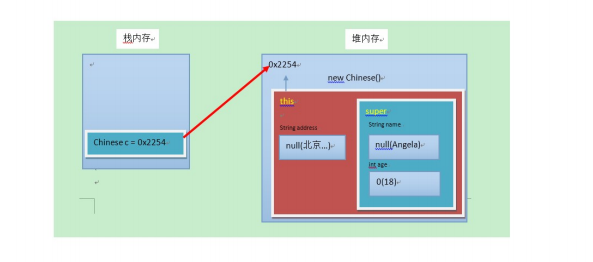 栈内存
堆内存
0x2254
new Chinese()
this
super
String address
String name
Chinese c = 0x2254
null(北京...)
null(Angela)
int age
0(18)